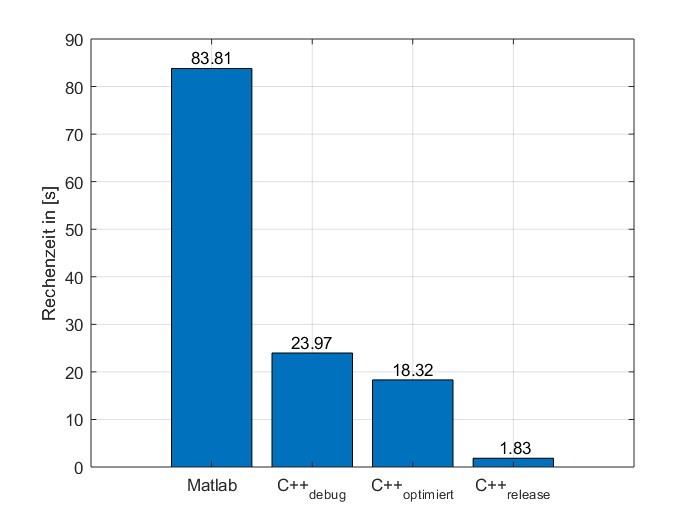 90
80
70
60
50
40
30
20
10
0
Rechenzeit in [s]
83.81
23.97
18.32
1.83
Matlab
C++debug
C++optimiert
C++release